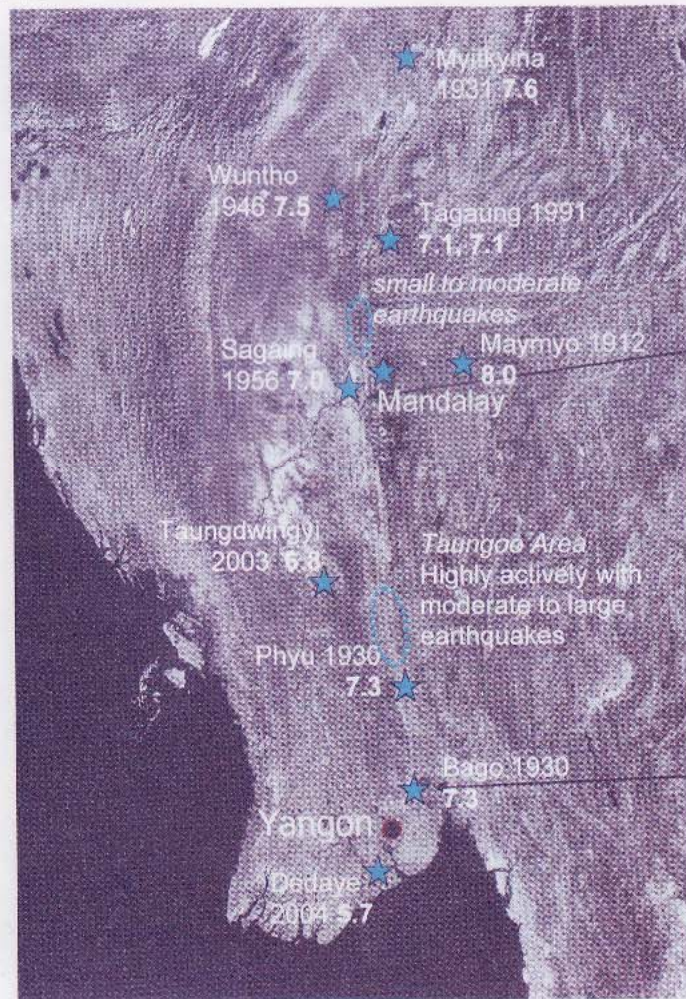 Myitkyina
1931 7.6
Wuntho
1946 7.5
Tagaung 1991
7.1, 7.1
small to moderate
earthquakes
Sagaing
1956 7.0
Maymyo 1912
8.0
Mandalay
Taungdwingyi
2003 6.8
Taungoo Area
Highly actively with
moderate to large
earthquakes
Phyu 1930
7.3
Bago 1930
7.3
Yangon
Dedaye
2004 5.7